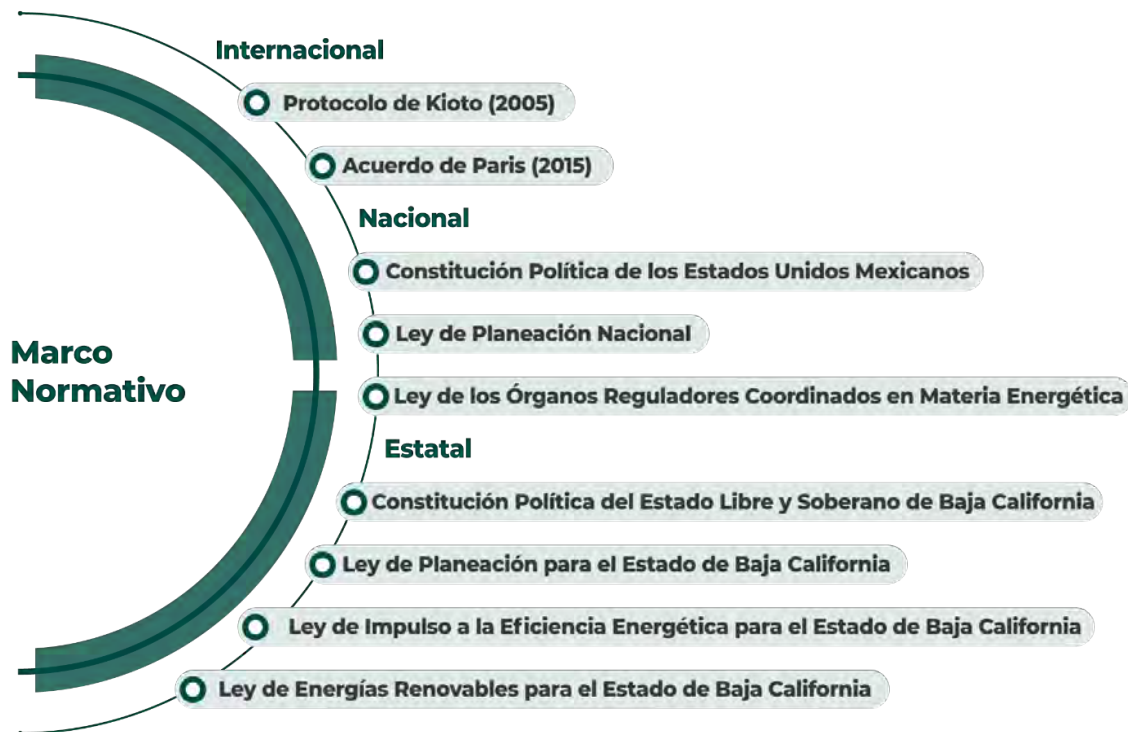 Internacional
Protocolo de Kioto (2005)
Acuerdo de Paris (2015)
Nacional
Constitución Política de los Estados Unidos Mexicanos
Ley de Planeación Nacional
Marco
Normativo
Ley de los Órganos Reguladores Coordinados en Materia Energética
Estatal
Constitución Política del Estado Libre y Soberano de Baja California
Ley de Planeación para el Estado de Baja California
Ley de Impulso a la Eficiencia Energética para el Estado de Baja California
Ley de Energías Renovables para el Estado de Baja California